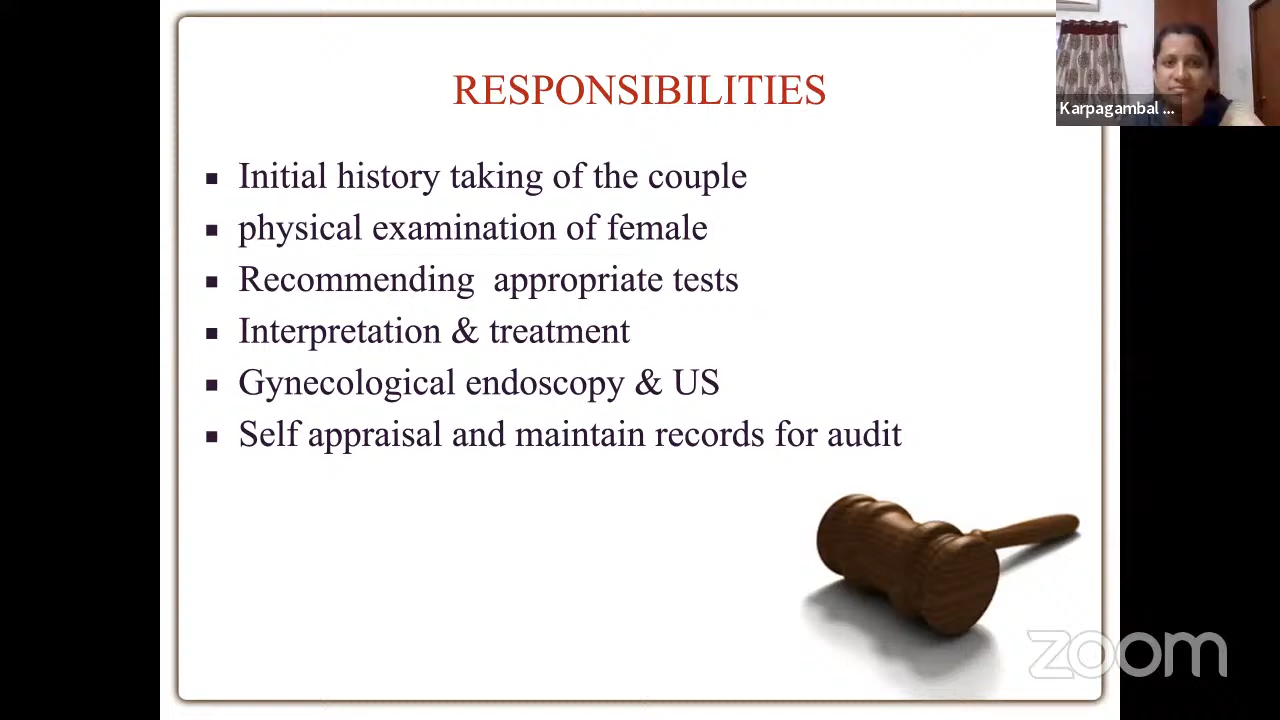 RESPONSIBILITIES
Karpagambal ...
▪ Initial history taking of the couple
▪ physical examination of female
▪ Recommending appropriate tests
▪ Interpretation & treatment
▪ Gynecological endoscopy & US
▪ Self appraisal and maintain records for audit
zoom